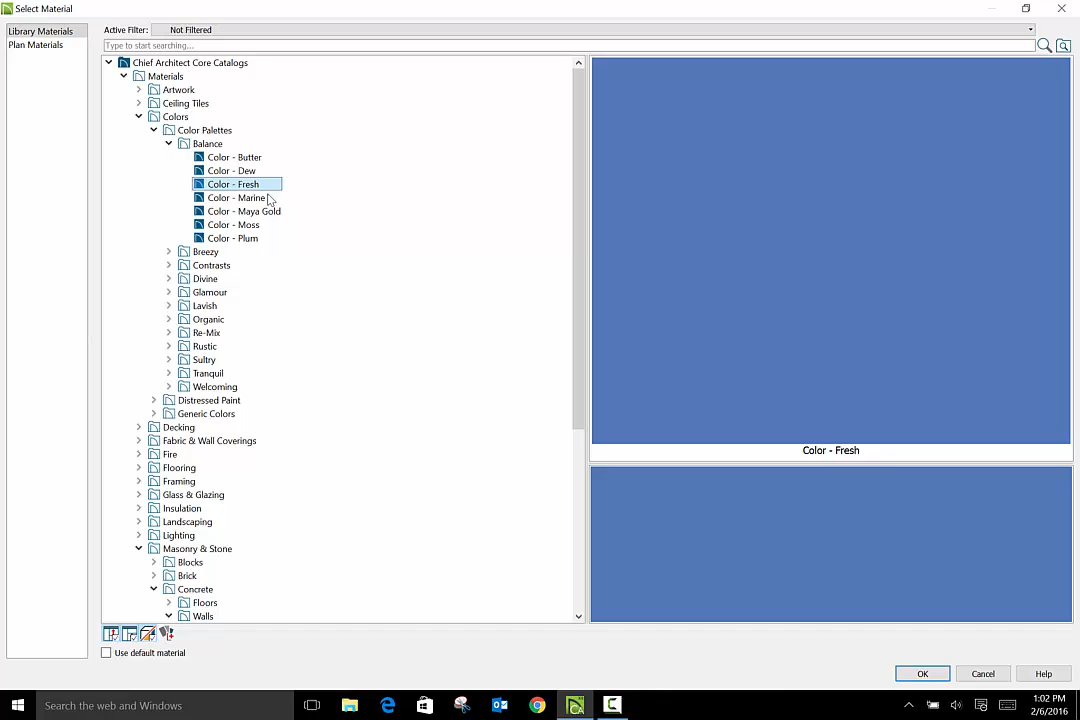 Select Material
Library Materials
Plan Materials
Active Filter: Not Filtered
Type to start searching...
Chief Architect Core Catalogs
Materials
Artwork
Ceiling Tiles
Colors
Color Palettes
Balance
Color - Butter
Color - Dew
Color - Fresh
Color - Marine
Color - Maya Gold
Color - Moss
Color - Plum
Breezy
Contrasts
Divine
Glamour
Lavish
Organic
Re-Mix
Rustic
Sultry
Tranquil
Welcoming
Distressed Paint
Generic Colors
Decking
Fabric & Wall Coverings
Fire
Flooring
Framing
Glass & Glazing
Insulation
Landscaping
Lighting
Masonry & Stone
Blocks
Brick
Concrete
Floors
Walls
Color - Fresh
Use default material
OK Cancel Help
Search the web and Windows
1:02 PM
2/6/2016